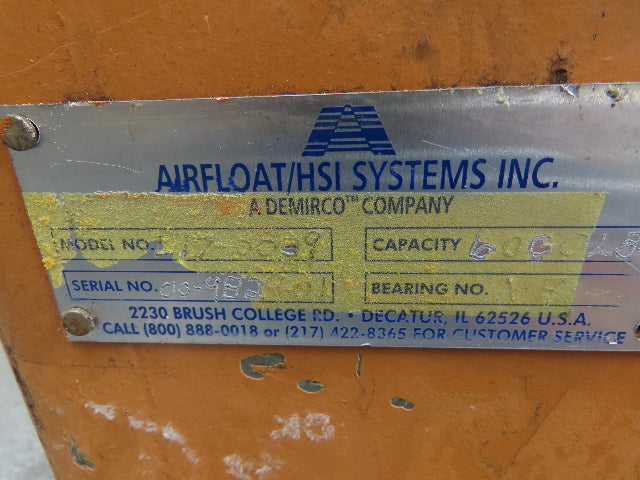 AIRFLOAT/HSI SYSTEMS INC.
A DEMIRCO™ COMPANY
MODEL NO. CAPACITY
SERIAL NO. BEARING NO.
2230 BRUSH COLLEGE RD. • DECATUR, IL 62526 U.S.A.
CALL (800) 888-0018 or (217) 422-8365 FOR CUSTOMER SERVICE